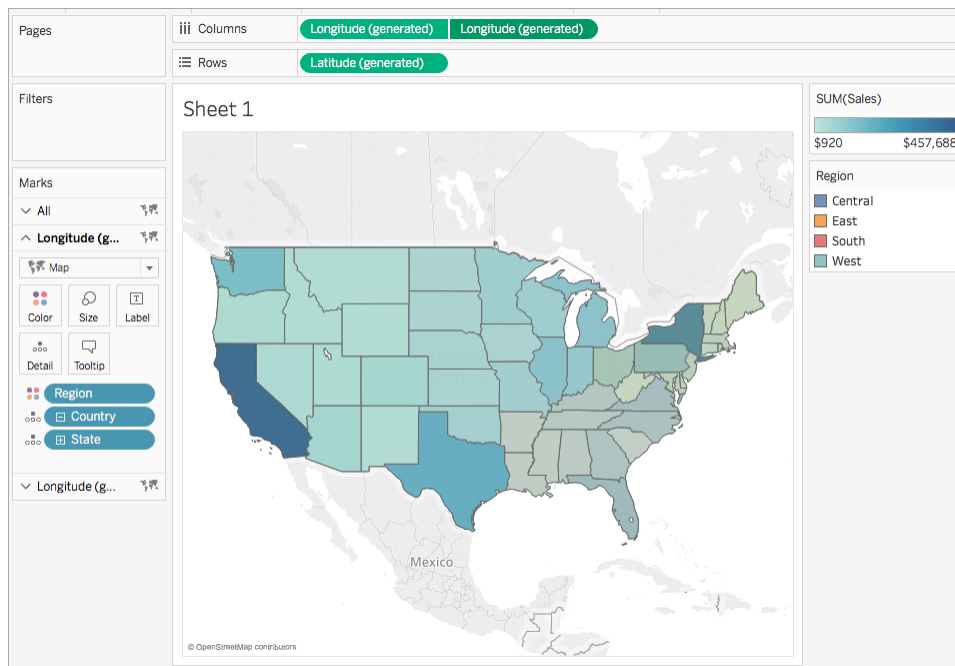 Pages
Columns
Longitude (generated)
Longitude (generated)
Rows
Latitude (generated)
Filters
Sheet 1
SUM(Sales)
$920
$457,688
Region
Central
East
South
West
Marks
All
Longitude (g...
Map
Color
Size
Label
Detail
Tooltip
Region
Country
State
Longitude (g...
Mexico
© OpenStreetMap contributors